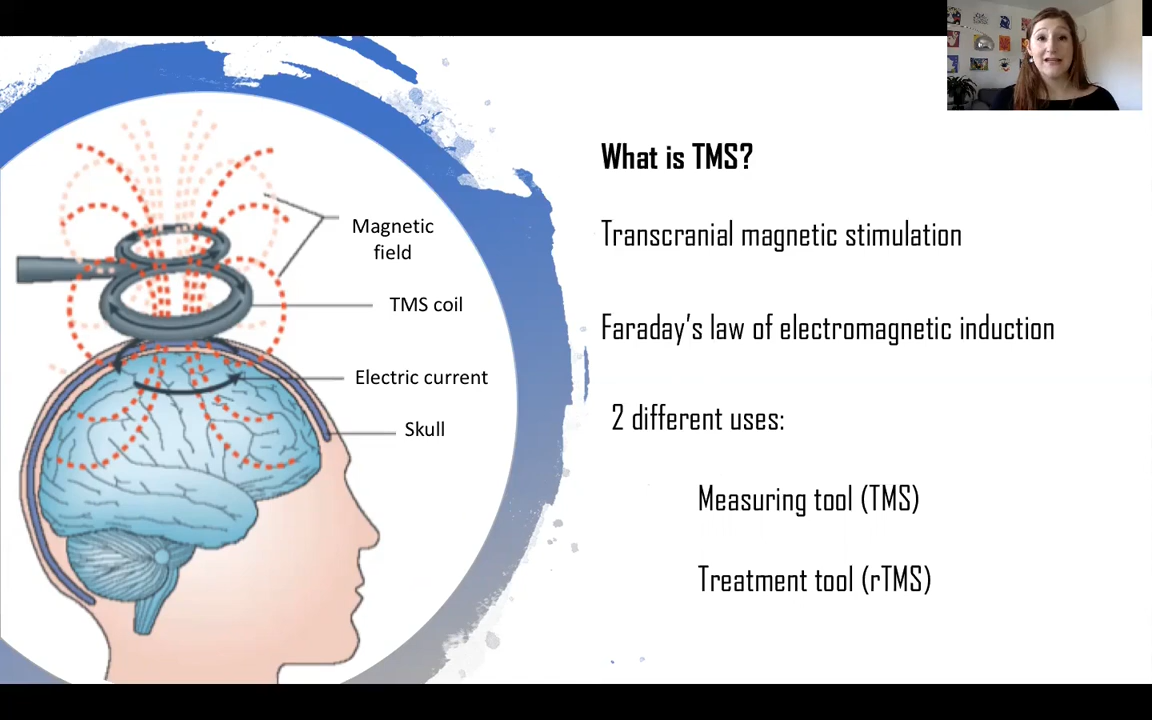 What is TMS?
Transcranial magnetic stimulation
Faraday's law of electromagnetic induction
2 different uses:
Measuring tool (TMS)
Treatment tool (rTMS)
Magnetic
field
TMS coil
Electric current
Skull